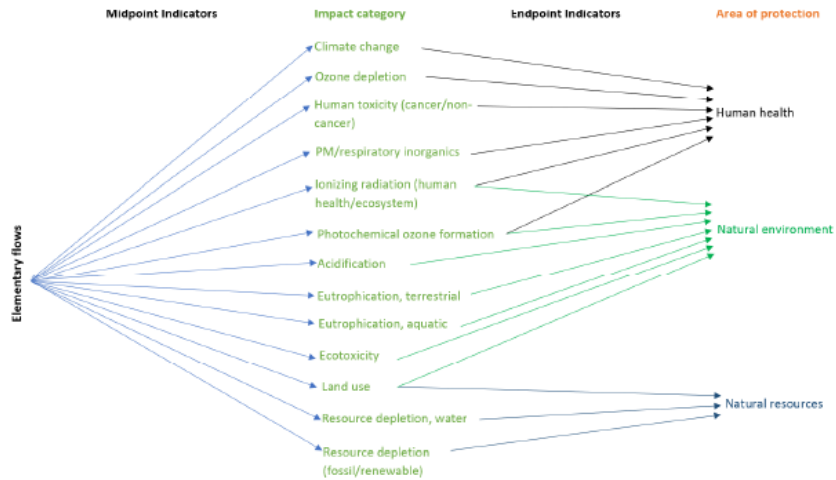 Midpoint Indicators
Impact category
Endpoint Indicators
Area of protection
Elementary flows
Climate change
Ozone depletion
Human toxicity (cancer/non-
cancer)
PM/respiratory inorganics
Ionizing radiation (human
health/ecosystem)
Photochemical ozone formation
Acidification
Eutrophication, terrestrial
Eutrophication, aquatic
Ecotoxicity
Land use
Resource depletion, water
Resource depletion
(fossil/renewable)
Human health
Natural environment
Natural resources